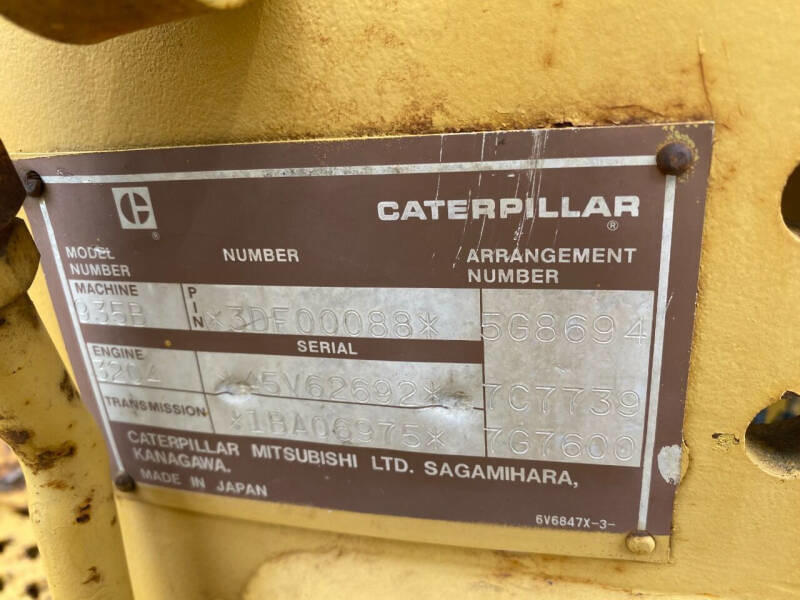 C
®
CATERPILLAR
®
MODEL NUMBER
NUMBER
ARRANGEMENT NUMBER
MACHINE
935B
PIN
*3DF00088*
5G8694
SERIAL
ENGINE
3204
45V62692*
7C7739
TRANSMISSION
*1BA06975*
7G7600
CATERPILLAR MITSUBISHI LTD. SAGAMIHARA,
KANAGAWA,
MADE IN JAPAN
6V6847X-3-